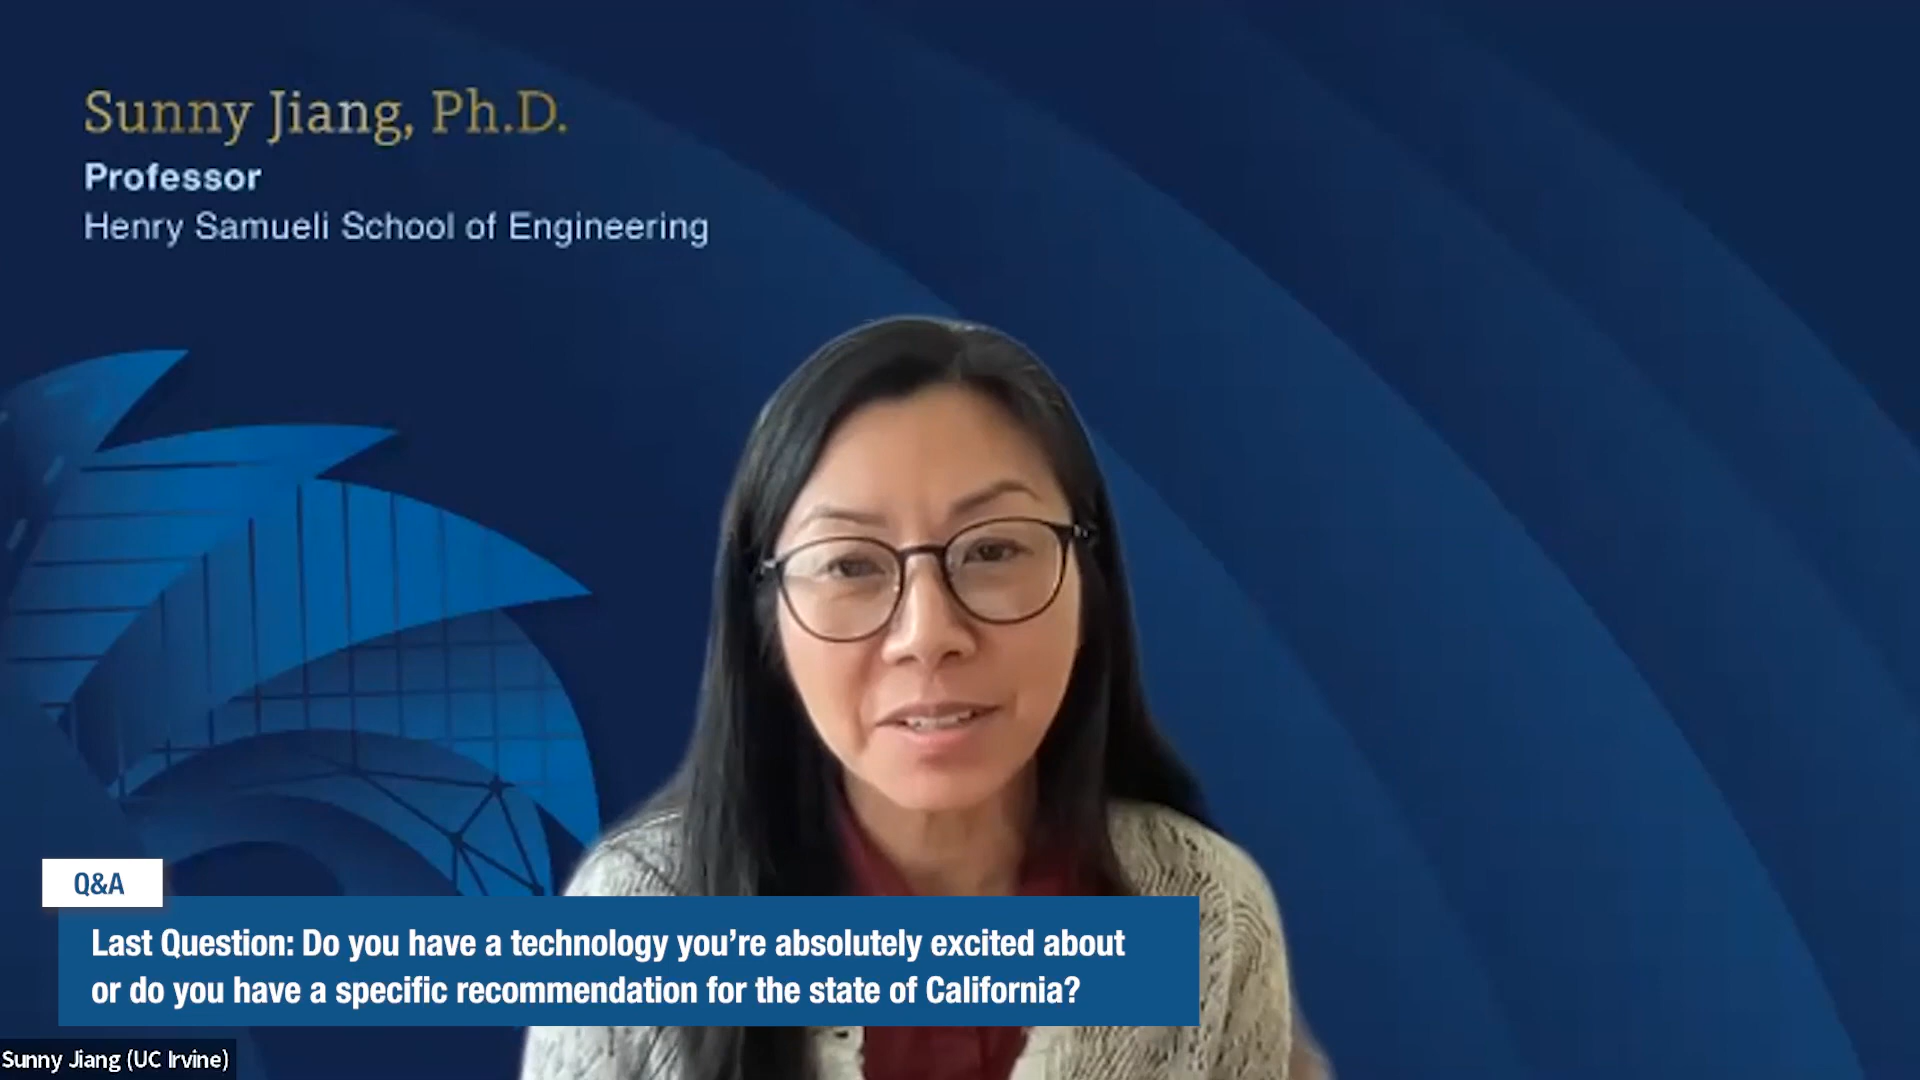 Sunny Jiang, Ph.D.
Professor
Henry Samueli School of Engineering
Q&A
Last Question: Do you have a technology you’re absolutely excited about
or do you have a specific recommendation for the state of California?
Sunny Jiang (UC Irvine)